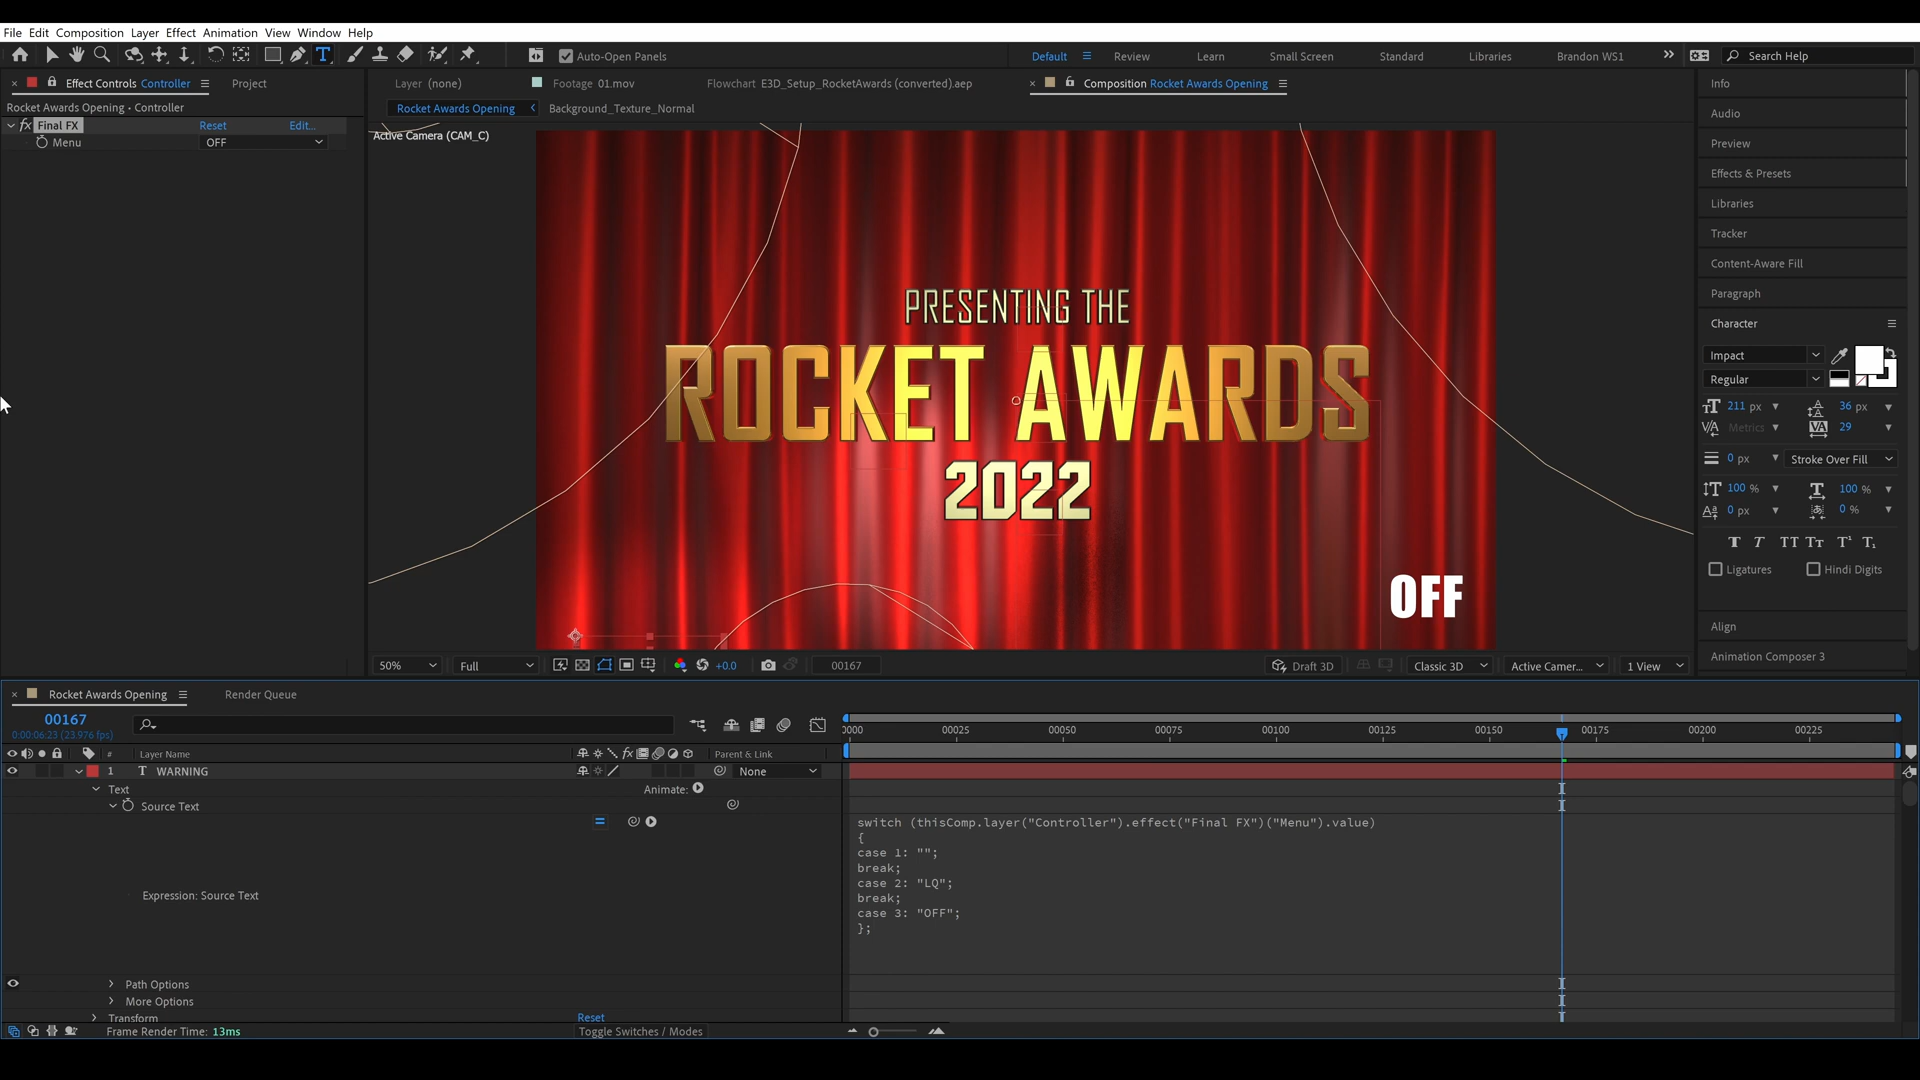 File Edit Composition Layer Effect Animation View Window Help
Auto-Open Panels
Default Review Learn Small Screen Standard Libraries Brandon WS1 » Search Help
× Effect Controls Controller Project
Layer (none) Footage 01.mov Flowchart E3D_Setup_RocketAwards (converted).aep × Composition Rocket Awards Opening
Rocket Awards Opening • Controller
Rocket Awards Opening Background_Texture_Normal
fx Final FX Reset Edit...
Menu OFF
Active Camera (CAM_C)
PRESENTING THE
ROCKET AWARDS
2022
OFF
Info
Audio
Preview
Effects & Presets
Libraries
Tracker
Content-Aware Fill
Paragraph
Character
Impact
Regular
211 px 36 px
Metrics 29
0 px Stroke Over Fill
100 % 100 %
0 px 0 %
T T TT Tт T¹ T₁
Ligatures Hindi Digits
Align
Animation Composer 3
50% Full +0.0 00167 Draft 3D Classic 3D Active Camer... 1 View
× Rocket Awards Opening Render Queue
00167
0:00:06:23 (23.976 fps)
0000 00025 00050 00075 00100 00125 00150 00175 00200 00225
# Layer Name fx Parent & Link
1 T WARNING None
Text Animate:
Source Text
Expression: Source Text
switch (thisComp.layer("Controller").effect("Final FX")("Menu").value)
{
case 1: "";
break;
case 2: "LQ";
break;
case 3: "OFF";
};
Path Options
More Options
Transform Reset
Frame Render Time: 13ms Toggle Switches / Modes